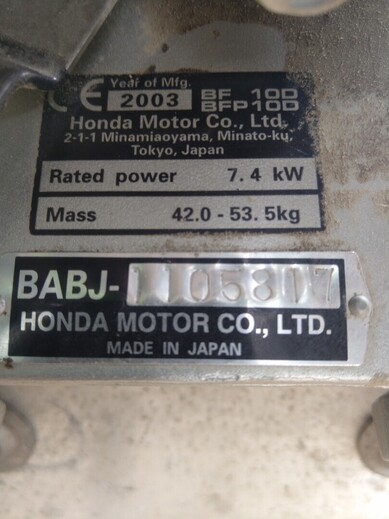 CE Year of Mfg. BF 10D
2003 BFP10D
Honda Motor Co., Ltd.
2-1-1 Minamiaoyama, Minato-ku,
Tokyo, Japan
Rated power 7.4 kW
Mass 42.0 - 53.5kg
BABJ-1105817
HONDA MOTOR CO., LTD.
MADE IN JAPAN